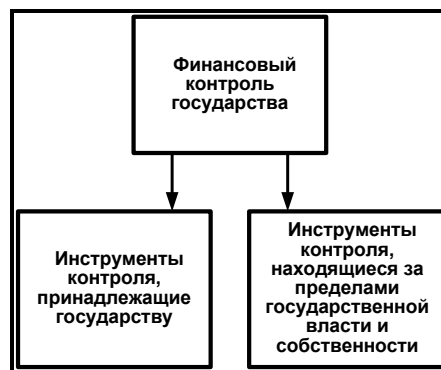 Финансовый
контроль
государства
Инструменты
контроля,
принадлежащие
государству
Инструменты
контроля,
находящиеся за
пределами
государственной
власти и
собственности